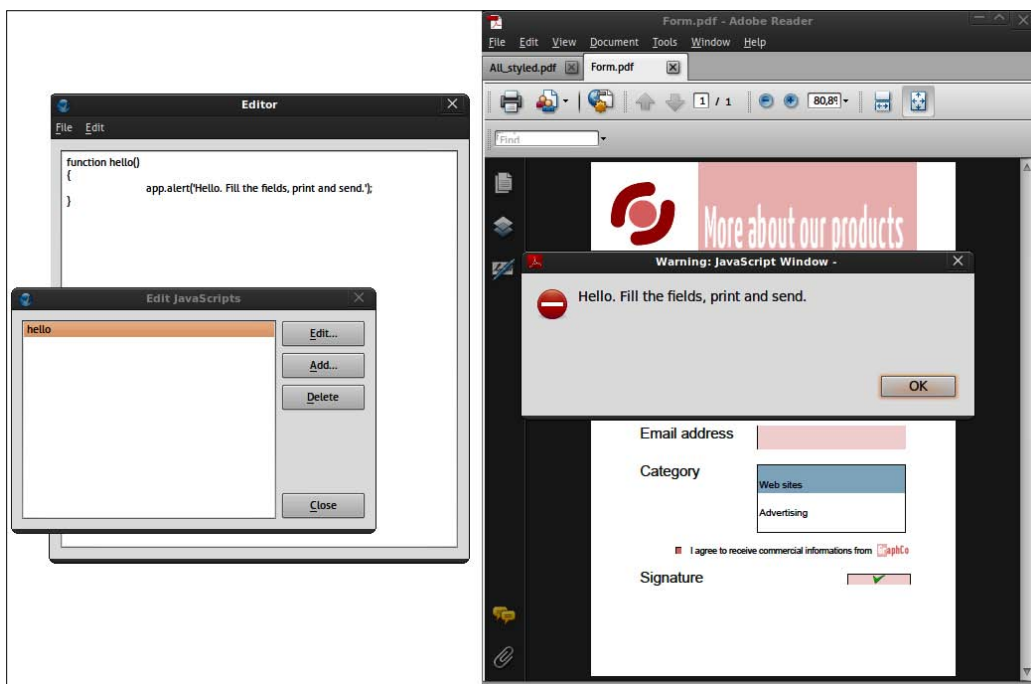 Editor
File Edit
function hello()
{
app.alert('Hello. Fill the fields, print and send.');
}
Edit JavaScripts
hello
Edit...
Add...
Delete
Close
Form.pdf - Adobe Reader
File Edit View Document Tools Window Help
All_styled.pdf Form.pdf
1 / 1 80,8%
Find
More about our products
Warning: JavaScript Window -
Hello. Fill the fields, print and send.
OK
Email address
Category
Web sites
Advertising
I agree to receive commercial informations from
Signature